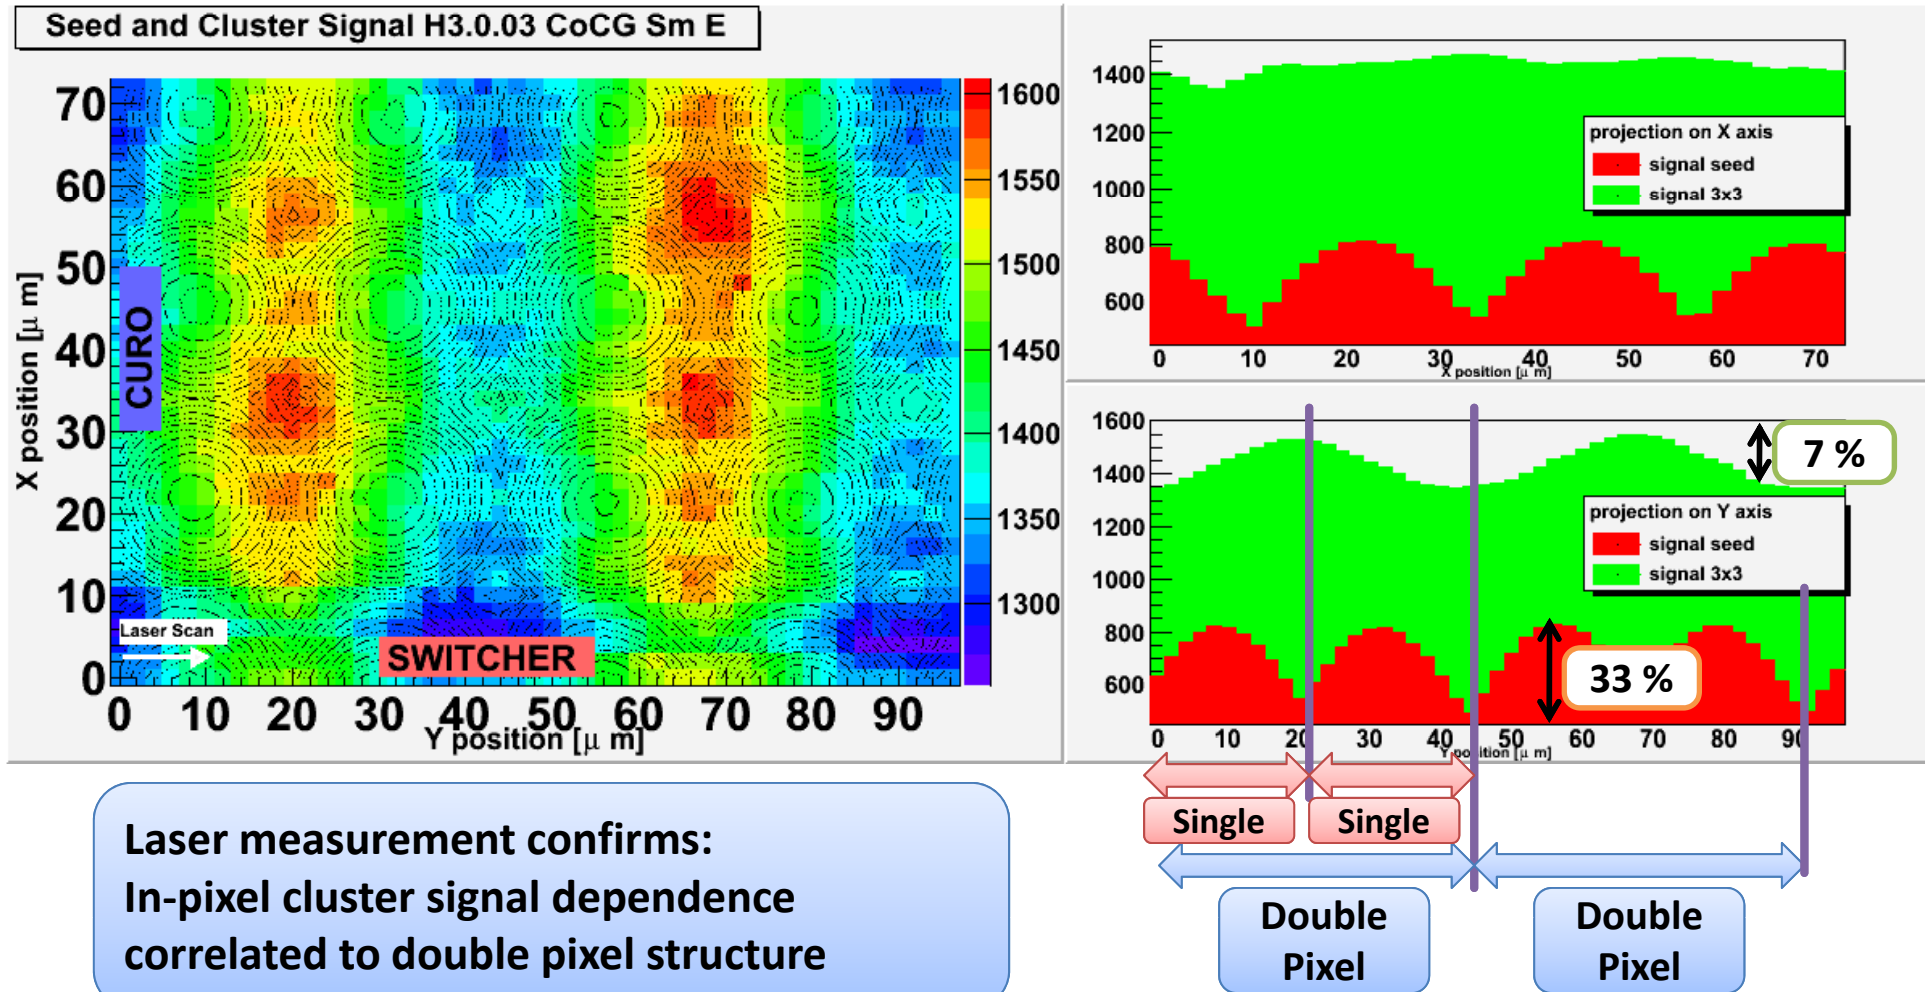 Seed and Cluster Signal H3.0.03 CoCG Sm E
70
60
50
40
30
20
10
0
X position [μ m]
CURO
Laser Scan
SWITCHER
0 10 20 30 40 50 60 70 80 90
Y position [μ m]
1600
1550
1500
1450
1400
1350
1300
1400
1200
1000
800
600
projection on X axis
signal seed
signal 3x3
0 10 20 30 40 50 60 70
X position [μ m]
1600
1400
1200
1000
800
600
7 %
projection on Y axis
signal seed
signal 3x3
33 %
0 10 20 30 40 50 60 70 80 90
Y position [μ m]
Single
Single
Double
Pixel
Double
Pixel
Laser measurement confirms:
In-pixel cluster signal dependence
correlated to double pixel structure